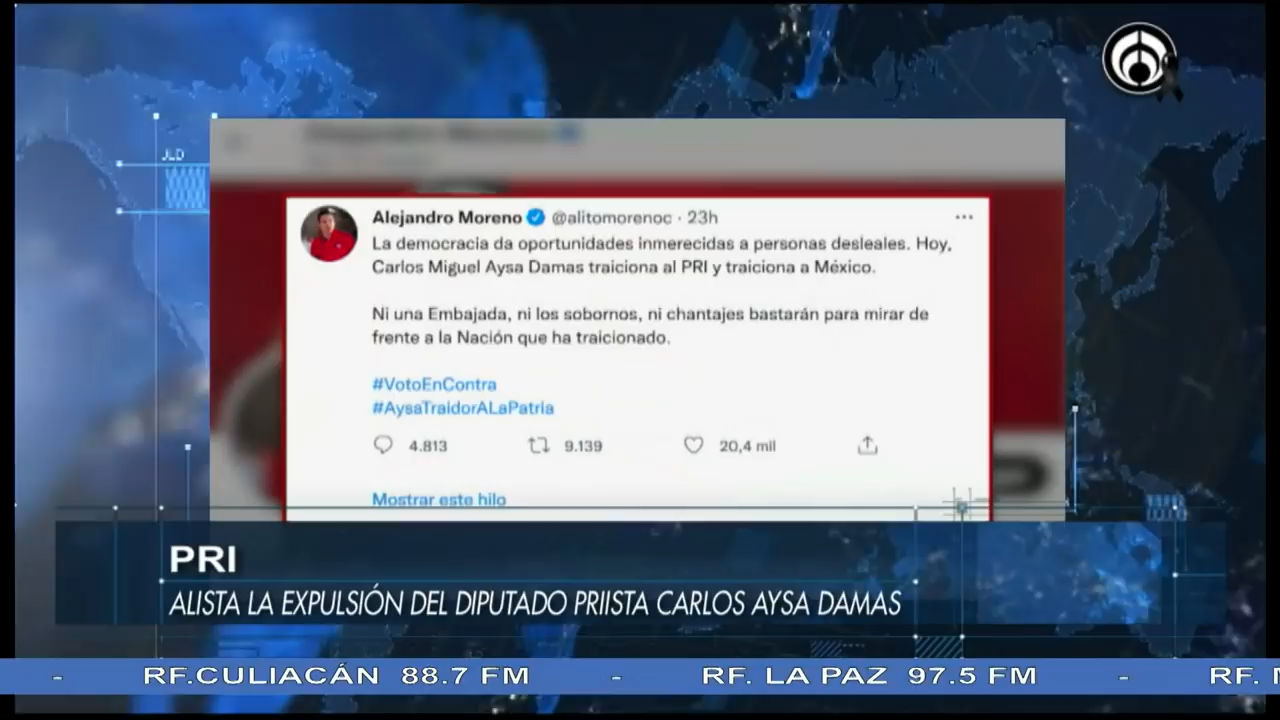 JLD
Alejandro Moreno @alitomorenoc · 23h
La democracia da oportunidades inmerecidas a personas desleales. Hoy,
Carlos Miguel Aysa Damas traiciona al PRI y traiciona a México.
Ni una Embajada, ni los sobornos, ni chantajes bastarán para mirar de
frente a la Nación que ha traicionado.
#VotoEnContra
#AysaTraidorALaPatria
4.813 9.139 20,4 mil
Mostrar este hilo
PRI
ALISTA LA EXPULSIÓN DEL DIPUTADO PRIISTA CARLOS AYSA DAMAS
- RF.CULIACÁN 88.7 FM - RF. LA PAZ 97.5 FM - RF.